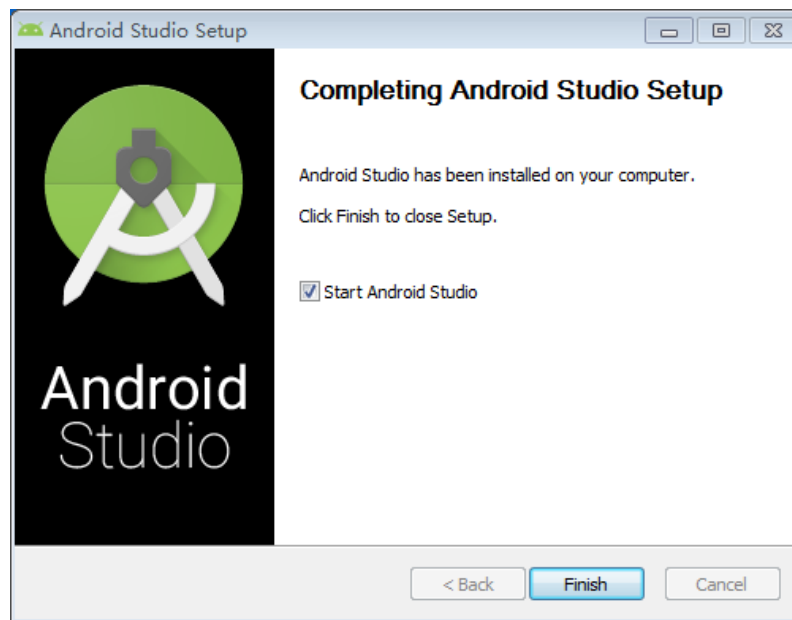 Android Studio Setup
Completing Android Studio Setup
Android Studio has been installed on your computer.
Click Finish to close Setup.
Start Android Studio
Android
Studio
< Back
Finish
Cancel